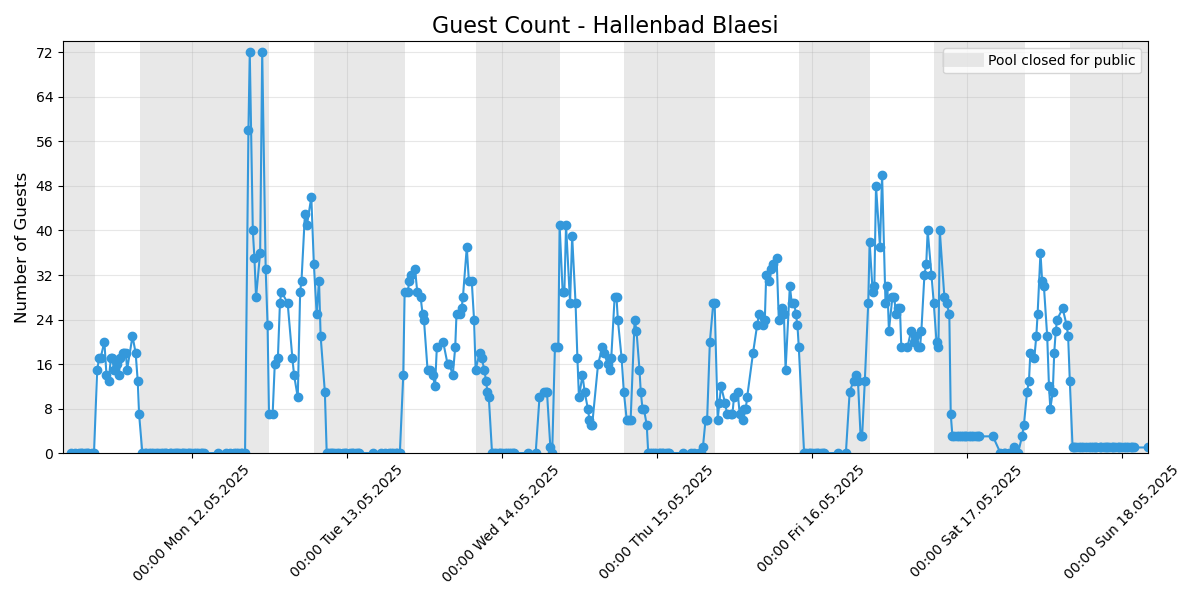 Guest Count - Hallenbad Blaesi
Pool closed for public
Number of Guests
72
64
56
48
40
32
24
16
8
0
00:00 Mon 12.05.2025
00:00 Tue 13.05.2025
00:00 Wed 14.05.2025
00:00 Thu 15.05.2025
00:00 Fri 16.05.2025
00:00 Sat 17.05.2025
00:00 Sun 18.05.2025